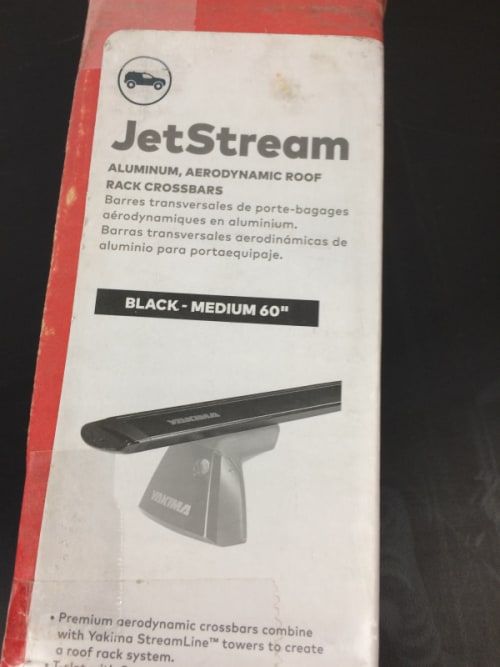 JetStream
ALUMINUM, AERODYNAMIC ROOF
RACK CROSSBARS
Barres transversales de porte-bagages
aérodynamiques en aluminium.
Barras transversales aerodinámicas de
aluminio para portaequipaje.
BLACK - MEDIUM 60"
YAKIMA
YAKIMA
• Premium aerodynamic crossbars combine
with Yakima StreamLine™ towers to create
a roof rack system.